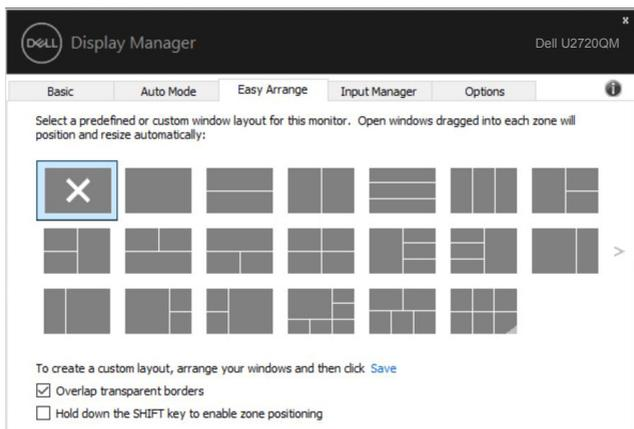 x
DELL Display Manager
Dell U2720QM
Basic Auto Mode Easy Arrange Input Manager Options i
Select a predefined or custom window layout for this monitor. Open windows dragged into each zone will
position and resize automatically:
>
To create a custom layout, arrange your windows and then click Save
Overlap transparent borders
Hold down the SHIFT key to enable zone positioning